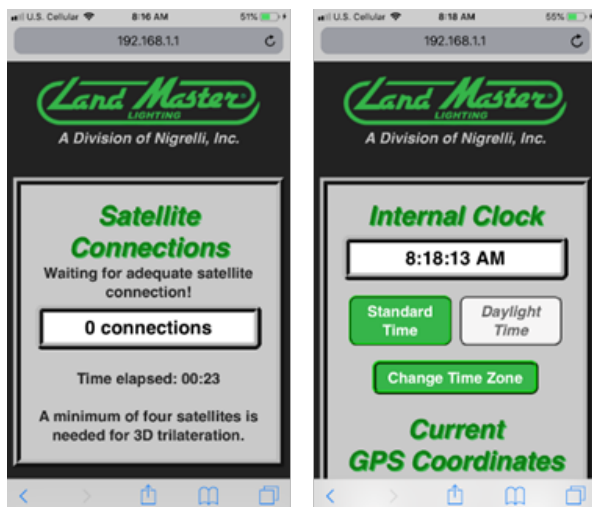 U.S. Cellular 8:16 AM 51%
192.168.1.1
Land Master
LIGHTING
A Division of Nigrelli, Inc.
Satellite
Connections
Waiting for adequate satellite
connection!
0 connections
Time elapsed: 00:23
A minimum of four satellites is
needed for 3D trilateration.
U.S. Cellular 8:18 AM 55%
192.168.1.1
Land Master
LIGHTING
A Division of Nigrelli, Inc.
Internal Clock
8:18:13 AM
Standard
Time
Daylight
Time
Change Time Zone
Current
GPS Coordinates